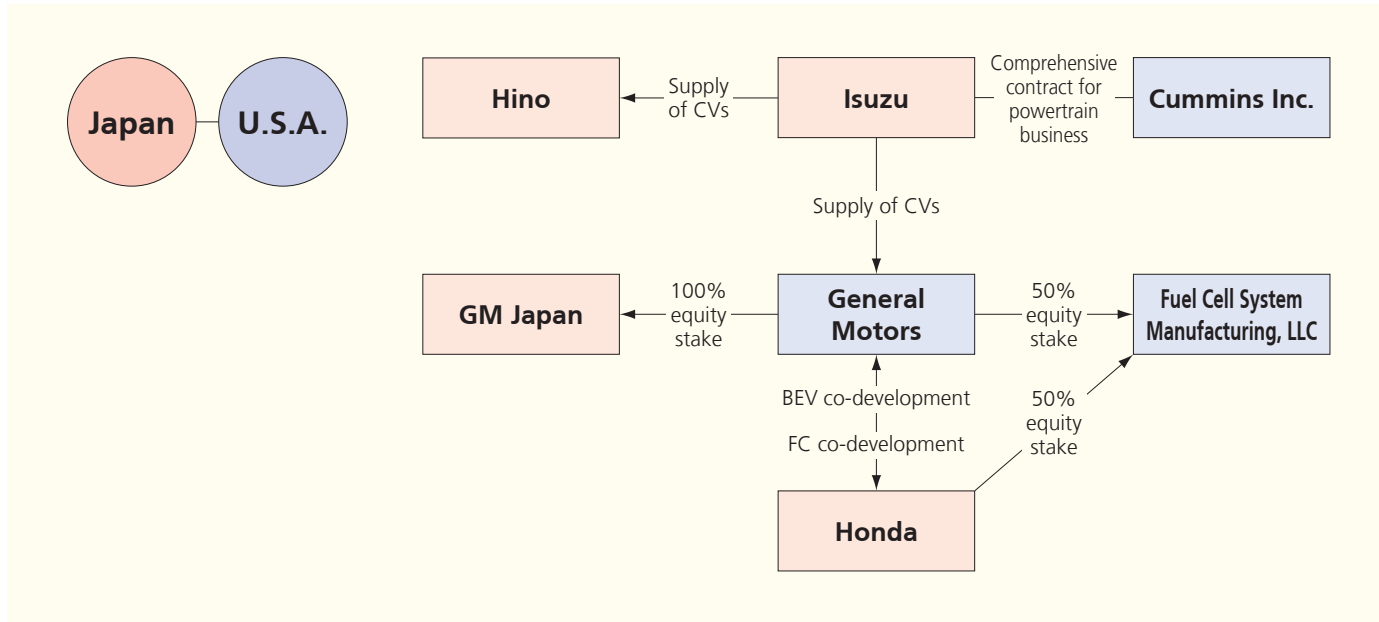 Japan
U.S.A.
Hino
Supply
of CVs
Isuzu
Comprehensive
contract for
powertrain
business
Cummins Inc.
Supply of CVs
GM Japan
100%
equity
stake
General
Motors
50%
equity
stake
Fuel Cell System
Manufacturing, LLC
BEV co-development
FC co-development
50%
equity
stake
Honda